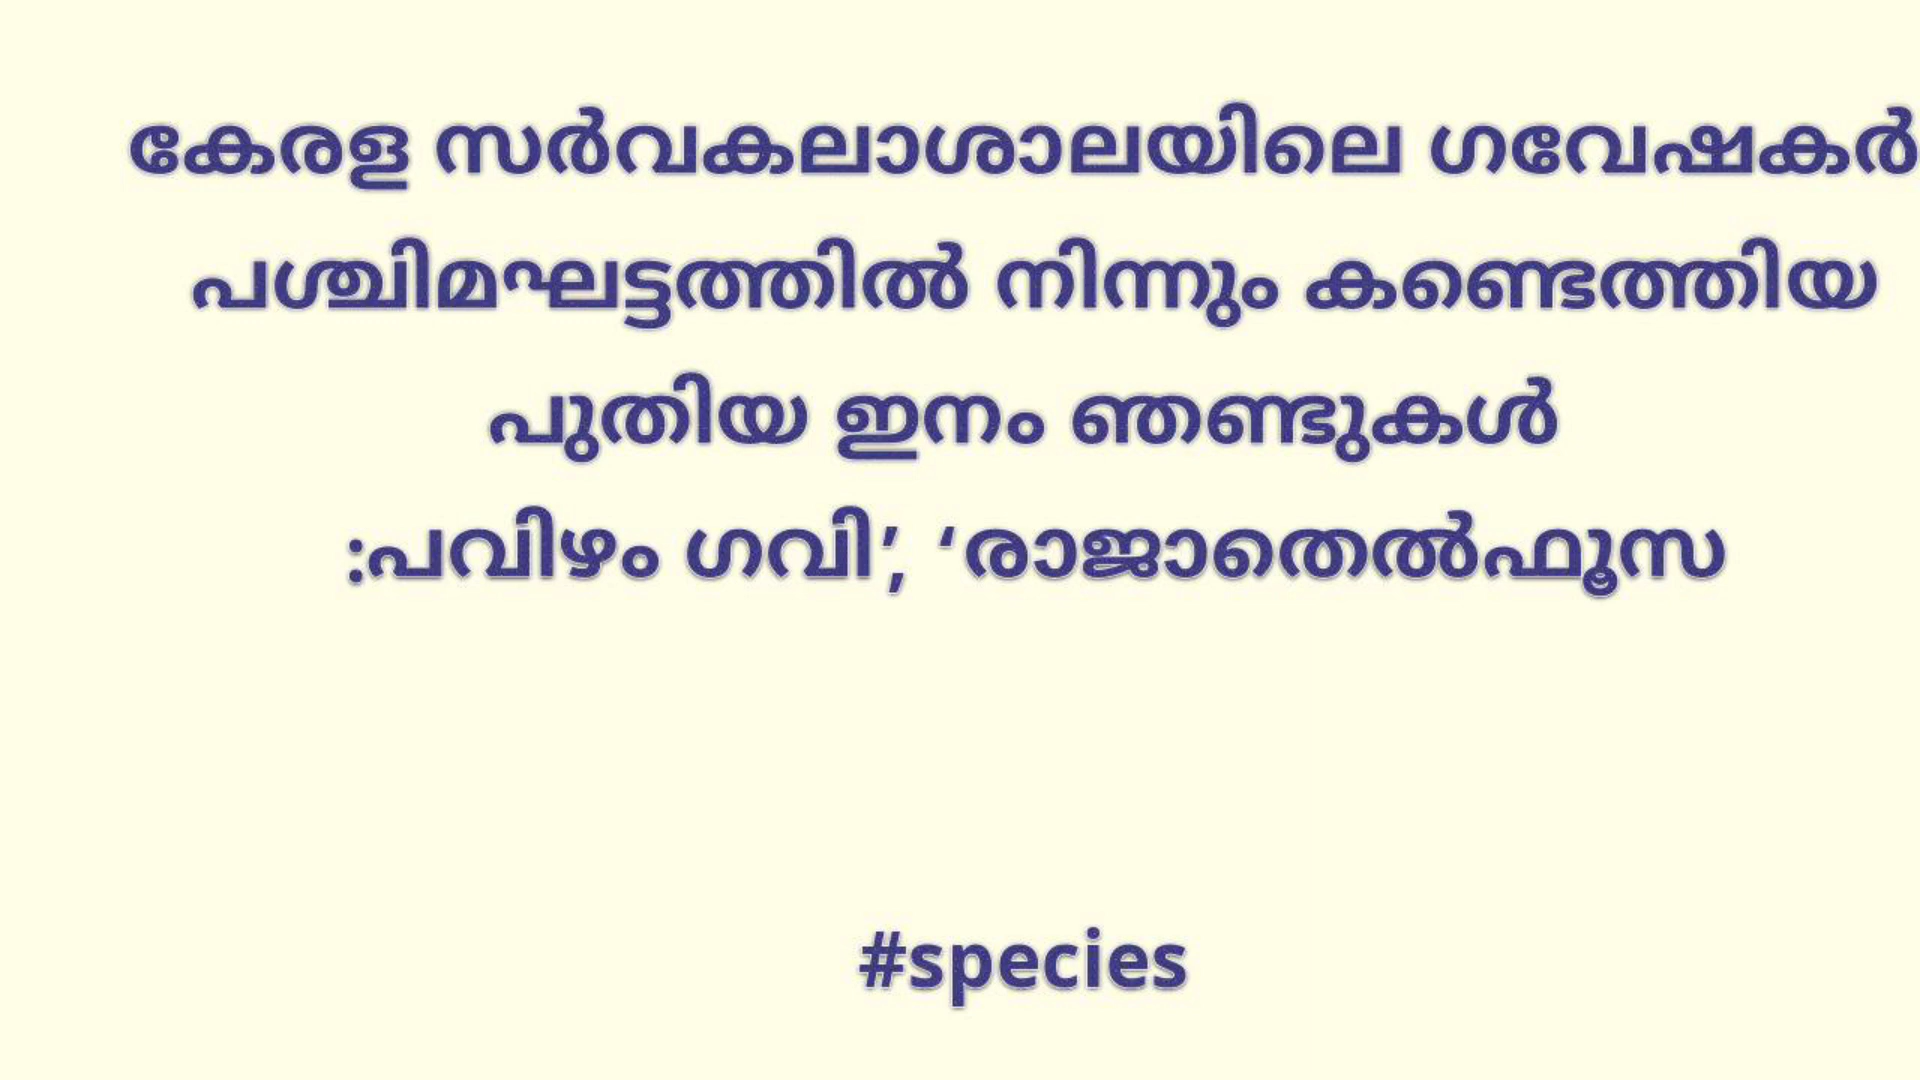 കേരള സർവകലാശാലയിലെ ഗവേഷകർ
പശ്ചിമഘട്ടത്തിൽ നിന്നും കണ്ടെത്തിയ
പുതിയ ഇനം ഞണ്ടുകൾ
:പവിഴം ഗവി’, ‘രാജാതെൽഫൂസ
#species